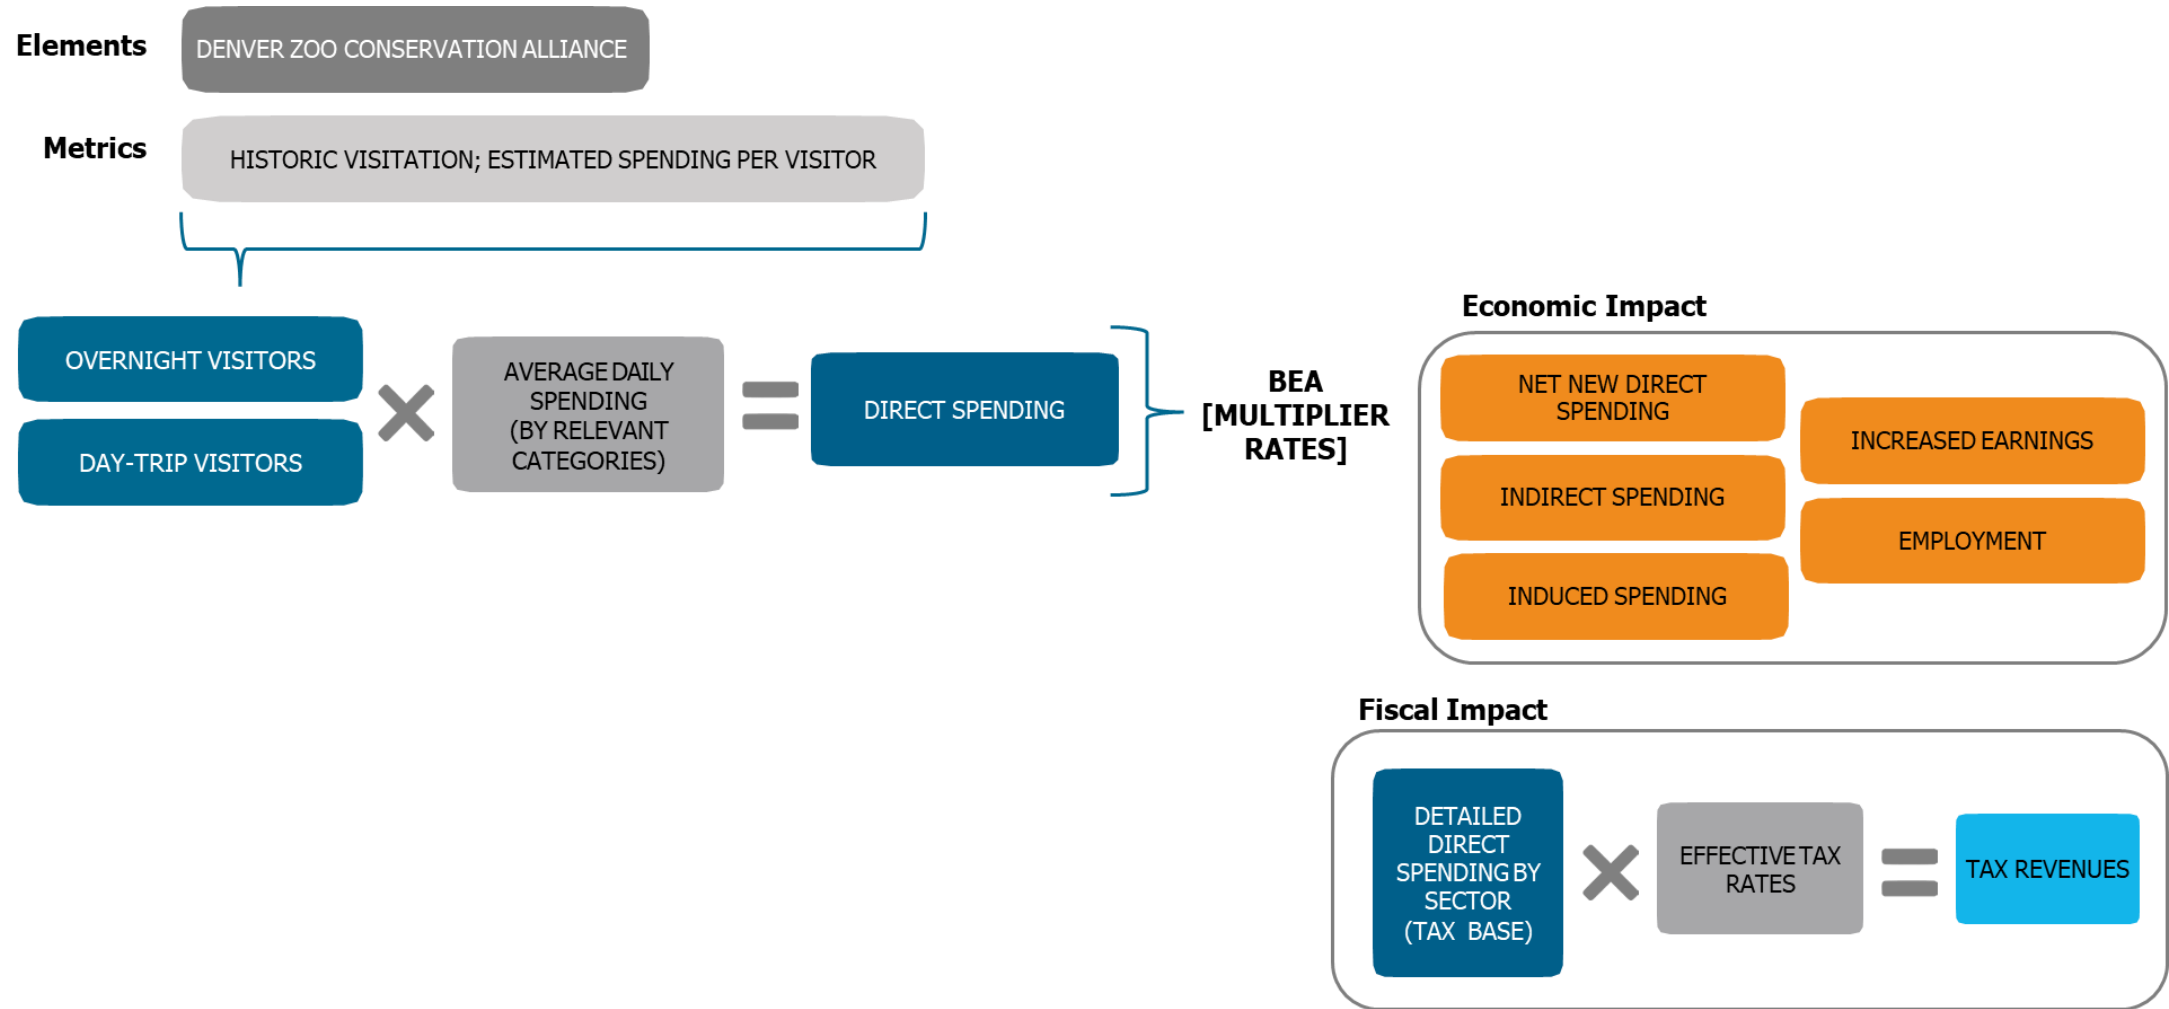 Elements
DENVER ZOO CONSERVATION ALLIANCE
Metrics
HISTORIC VISITATION; ESTIMATED SPENDING PER VISITOR
OVERNIGHT VISITORS
DAY-TRIP VISITORS
AVERAGE DAILY
SPENDING
(BY RELEVANT
CATEGORIES)
DIRECT SPENDING
BEA
[MULTIPLIER
RATES]
Economic Impact
NET NEW DIRECT
SPENDING
INDIRECT SPENDING
INDUCED SPENDING
INCREASED EARNINGS
EMPLOYMENT
Fiscal Impact
DETAILED
DIRECT
SPENDING BY
SECTOR
(TAX BASE)
EFFECTIVE TAX
RATES
TAX REVENUES